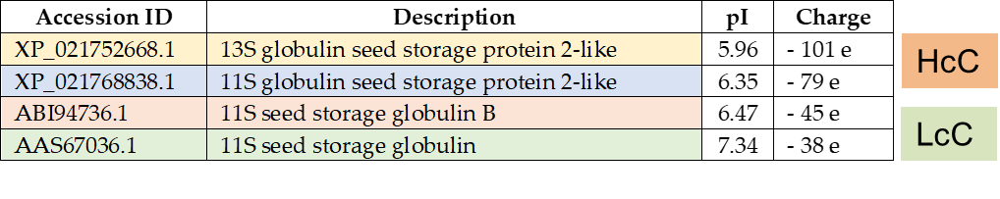 Accession ID Description pI Charge
XP_021752668.1 13S globulin seed storage protein 2-like 5.96 - 101 e
XP_021768838.1 11S globulin seed storage protein 2-like 6.35 - 79 e
ABI94736.1 11S seed storage globulin B 6.47 - 45 e
AAS67036.1 11S seed storage globulin 7.34 - 38 e
HcC
LcC